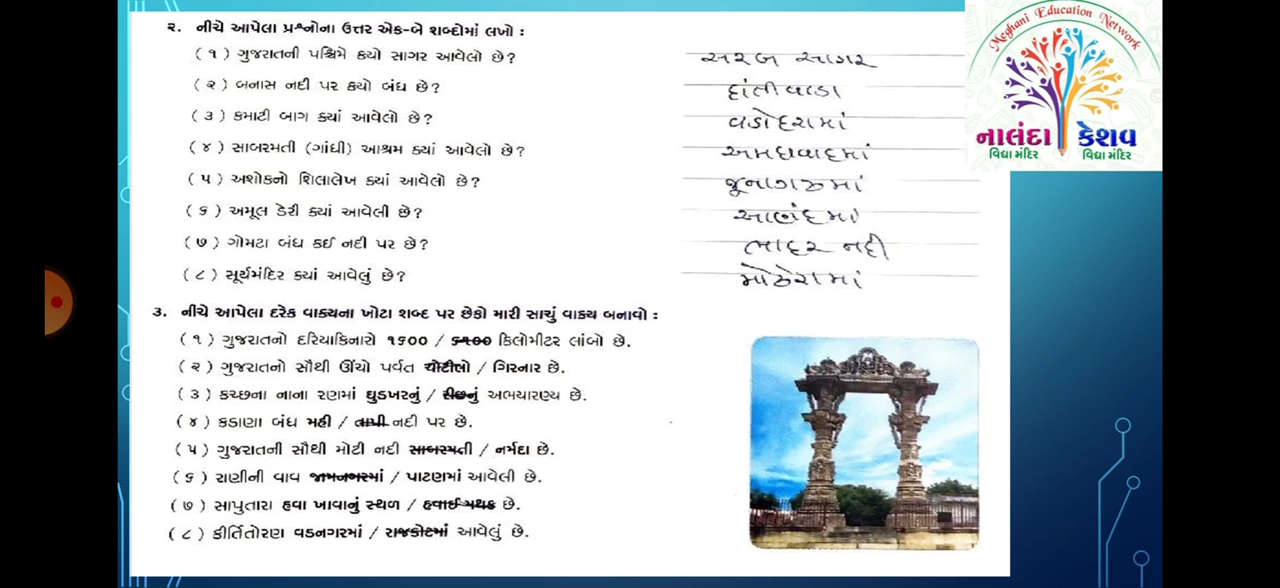 ૨. નીચે આપેલા પ્રશ્નોના ઉત્તર એક-બે શબ્દોમાં લખો :
(૧) ગુજરાતની પશ્ચિમે કયો સાગર આવેલો છે? અરબ સાગર
(૨) બનાસ નદી પર કયો બંધ છે? દાંતીવાડા
(૩) કમાટી બાગ ક્યાં આવેલો છે? વડોદરામાં
(૪) સાબરમતી (ગાંધી) આશ્રમ ક્યાં આવેલો છે? અમદાવાદમાં
(૫) અશોકનો શિલાલેખ ક્યાં આવેલો છે? જૂનાગઢમાં
(૬) અમૂલ ડેરી ક્યાં આવેલી છે? આણંદમાં
(૭) ગોમટા બંધ કઈ નદી પર છે? ભાદર નદી
(૮) સૂર્યમંદિર ક્યાં આવેલું છે? મોઢેરામાં
૩. નીચે આપેલા દરેક વાક્યના ખોટા શબ્દ પર છેકો મારી સાચું વાક્ય બનાવો :
(૧) ગુજરાતનો દરિયાકિનારો ૧૬૦૦ / ૬૧૦૦ કિલોમીટર લાંબો છે.
(૨) ગુજરાતનો સૌથી ઊંચો પર્વત ચોટીલો / ગિરનાર છે.
(૩) કચ્છના નાના રણમાં ઘુડખરનું / રીંછનું અભયારણ્ય છે.
(૪) કડાણા બંધ મહી / તાપી નદી પર છે.
(૫) ગુજરાતની સૌથી મોટી નદી સાબરમતી / નર્મદા છે.
(૬) રાણીની વાવ જામનગરમાં / પાટણમાં આવેલી છે.
(૭) સાપુતારા હવા ખાવાનું સ્થળ / હવાઈ મથક છે.
(૮) કીર્તિતોરણ વડનગરમાં / રાજકોટમાં આવેલું છે.
Meghani Education Network
નાલંદા કેશવ
વિદ્યા મંદિર વિદ્યા મંદિર